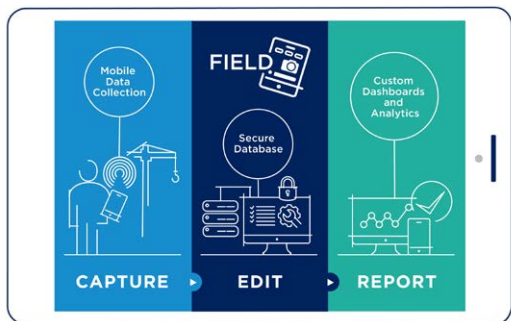 Mobile
Data
Collection
CAPTURE
FIELD
Secure
Database
EDIT
Custom
Dashboards
and
Analytics
REPORT